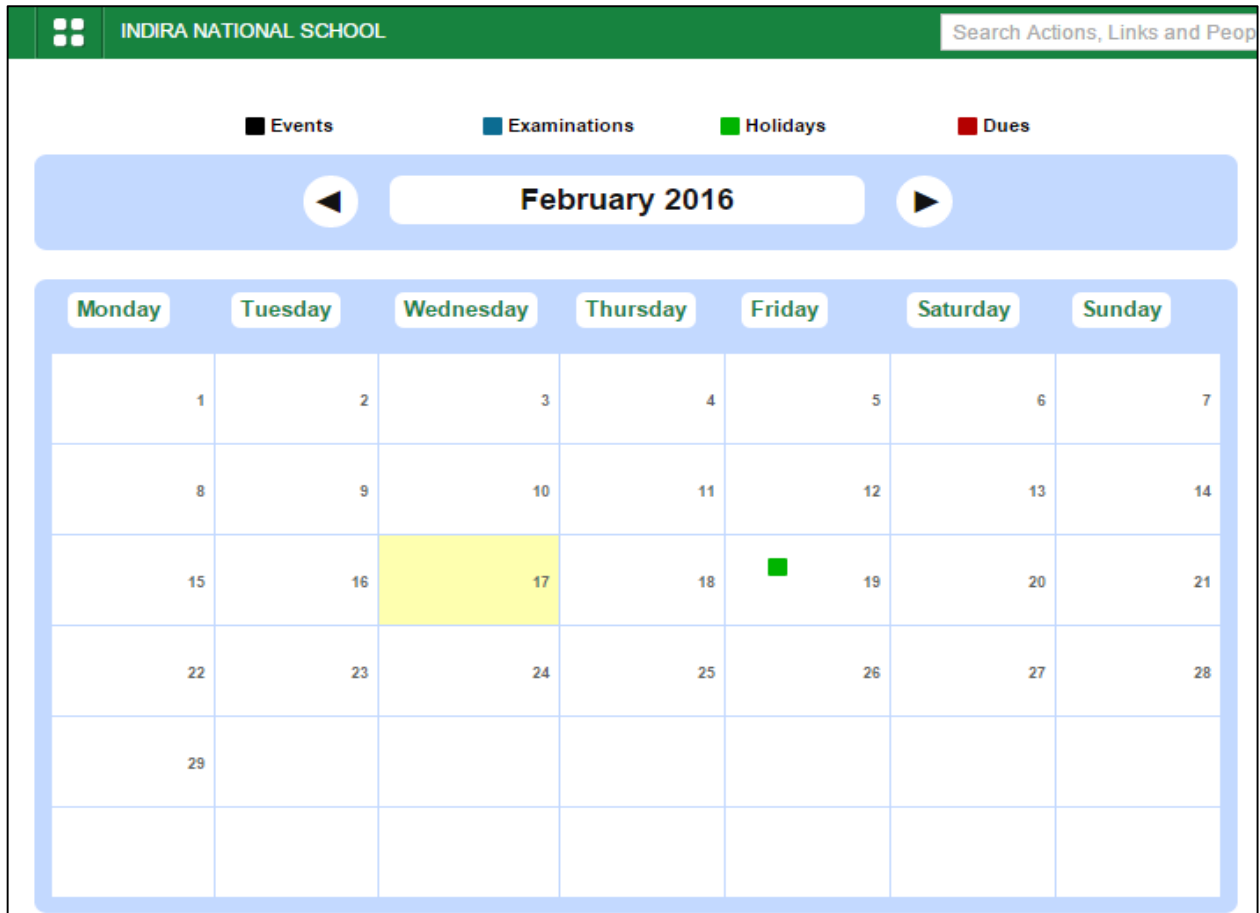 INDIRA NATIONAL SCHOOL Search Actions, Links and Peop
Events Examinations Holidays Dues
February 2016
Monday Tuesday Wednesday Thursday Friday Saturday Sunday
1 2 3 4 5 6 7
8 9 10 11 12 13 14
15 16 17 18 19 20 21
22 23 24 25 26 27 28
29